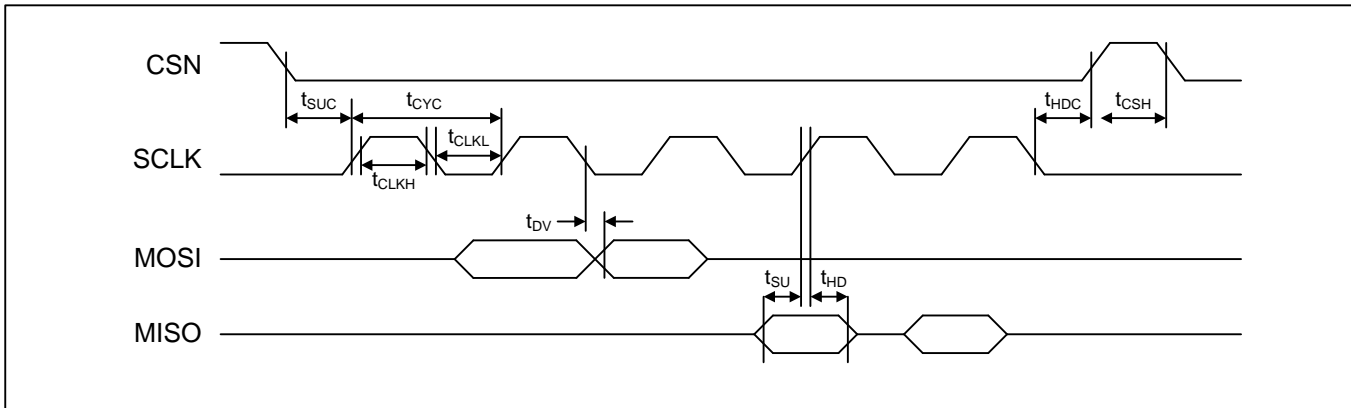 CSN
tSUC
tCYC
tHDC
tCSH
SCLK
tCLKL
tCLKH
tDV
MOSI
tSU
tHD
MISO